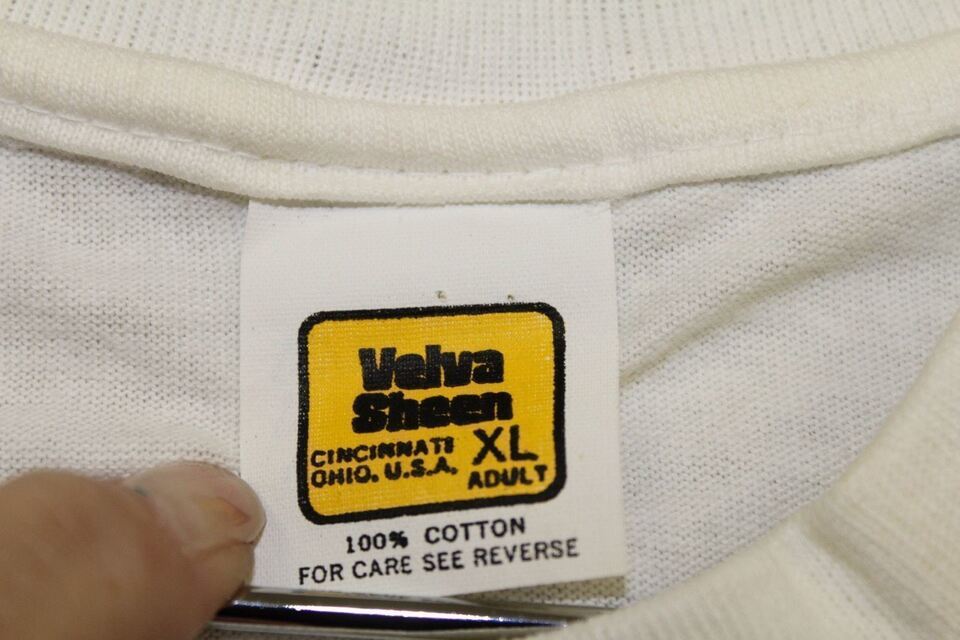 Velva
Sheen
CINCINNATI
OHIO, U.S.A. XL
ADULT
100% COTTON
FOR CARE SEE REVERSE